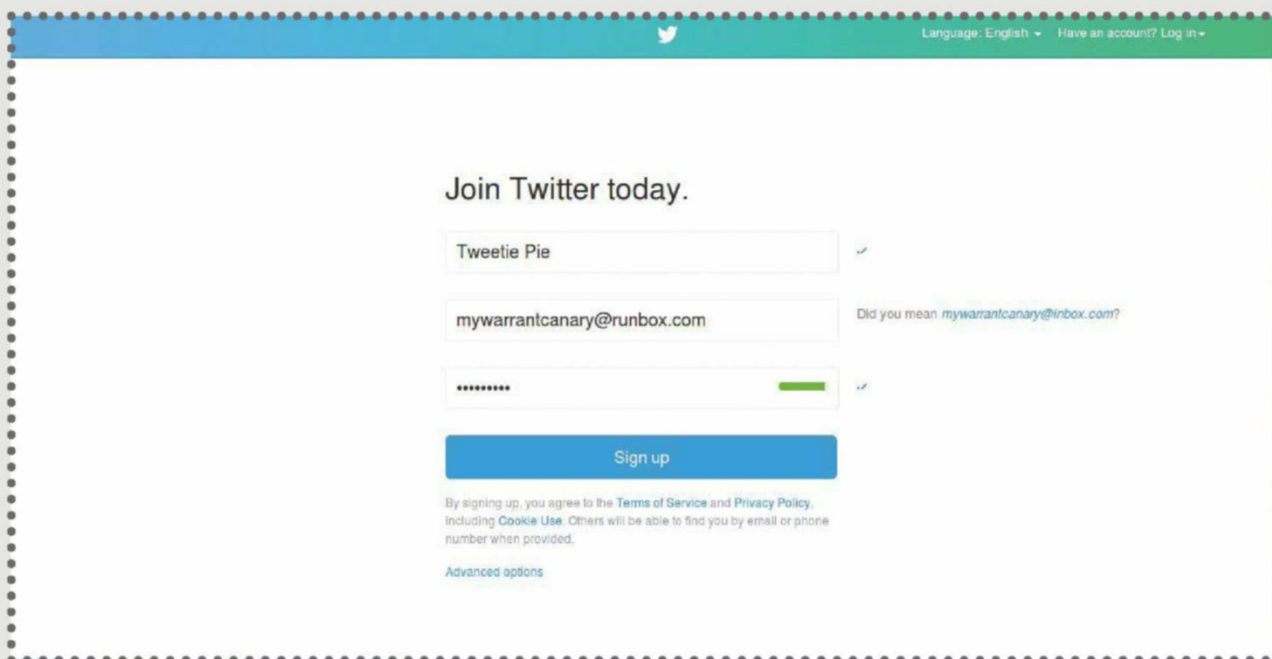 Language: English Have an account? Log in
Join Twitter today.
Tweetie Pie
mywarrantcanary@runbox.com
Did you mean mywarrantcanary@inbox.com?
•••••••••
Sign up
By signing up, you agree to the Terms of Service and Privacy Policy,
including Cookie Use. Others will be able to find you by email or phone
number when provided.
Advanced options